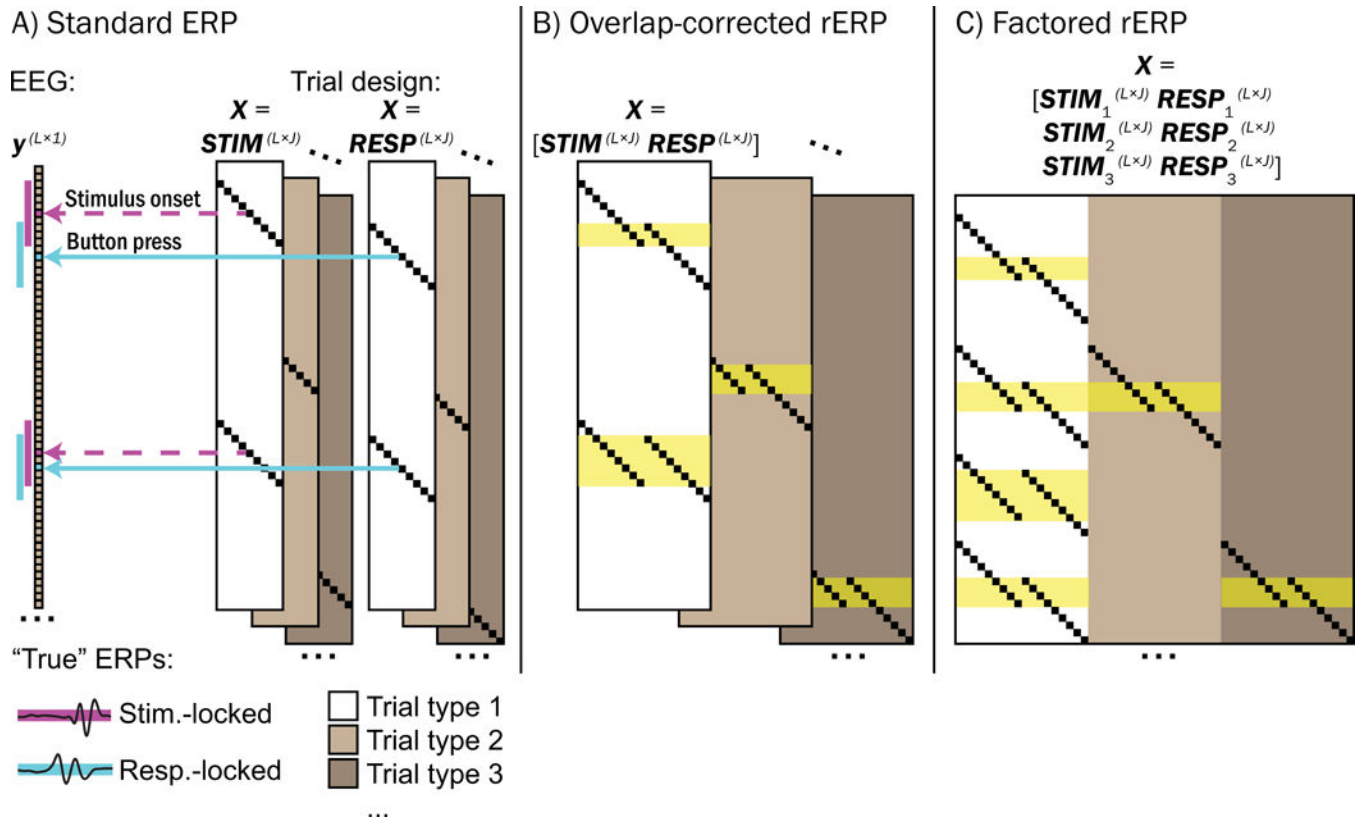 A) Standard ERP
EEG:
Trial design:
y(L×1)
X =
STIM(L×J)
...
X =
RESP(L×J)
...
Stimulus onset
Button press
...
...
...
"True" ERPs:
Stim.-locked
Resp.-locked
Trial type 1
Trial type 2
Trial type 3
...
B) Overlap-corrected rERP
X =
[STIM(L×J) RESP(L×J)]
...
...
C) Factored rERP
X =
[STIM1(L×J) RESP1(L×J)
STIM2(L×J) RESP2(L×J)
STIM3(L×J) RESP3(L×J)]
...